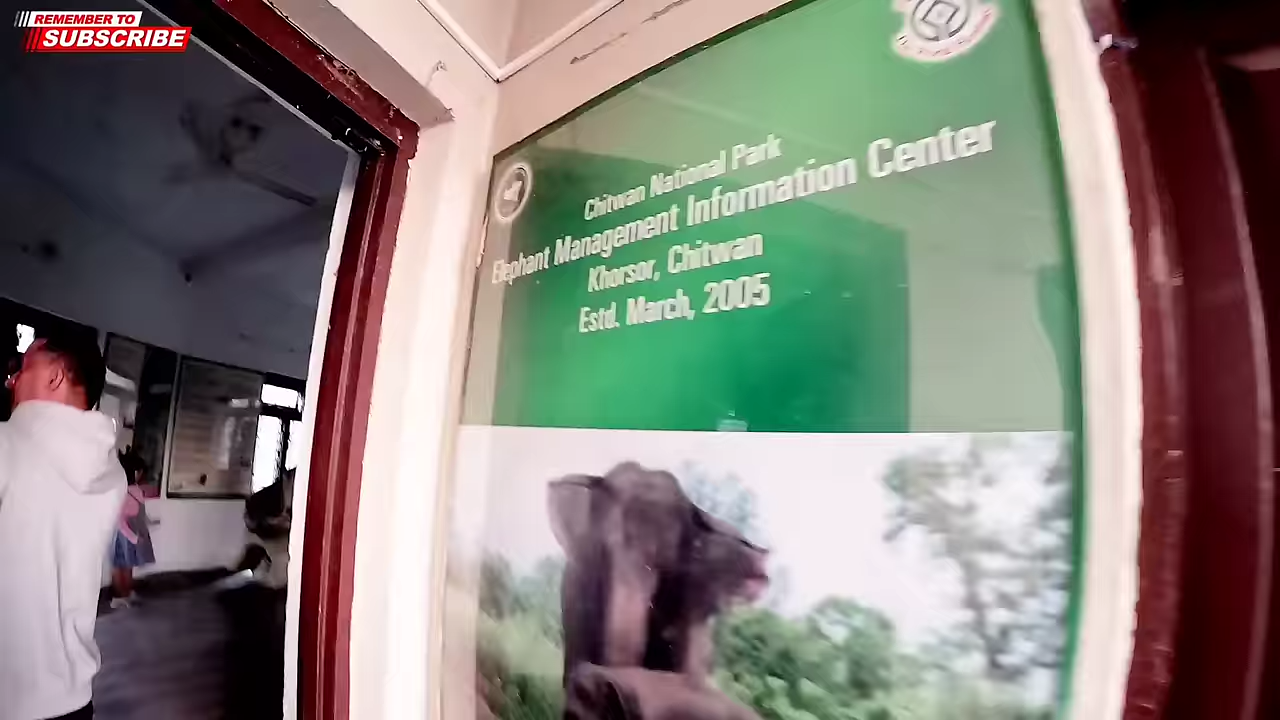 REMEMBER TO
SUBSCRIBE
Chitwan National Park
Elephant Management Information Center
Khorsor, Chitwan
Estd. March, 2005